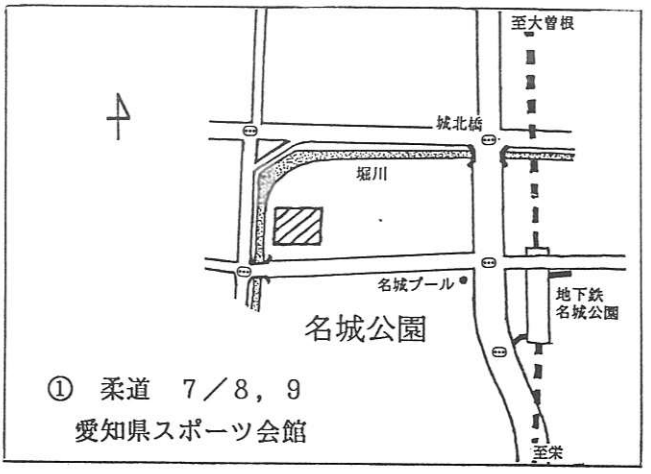 至大曽根
城北橋
堀川
名城プール
地下鉄
名城公園
名城公園
至栄
① 柔道 7/8,9
愛知県スポーツ会館